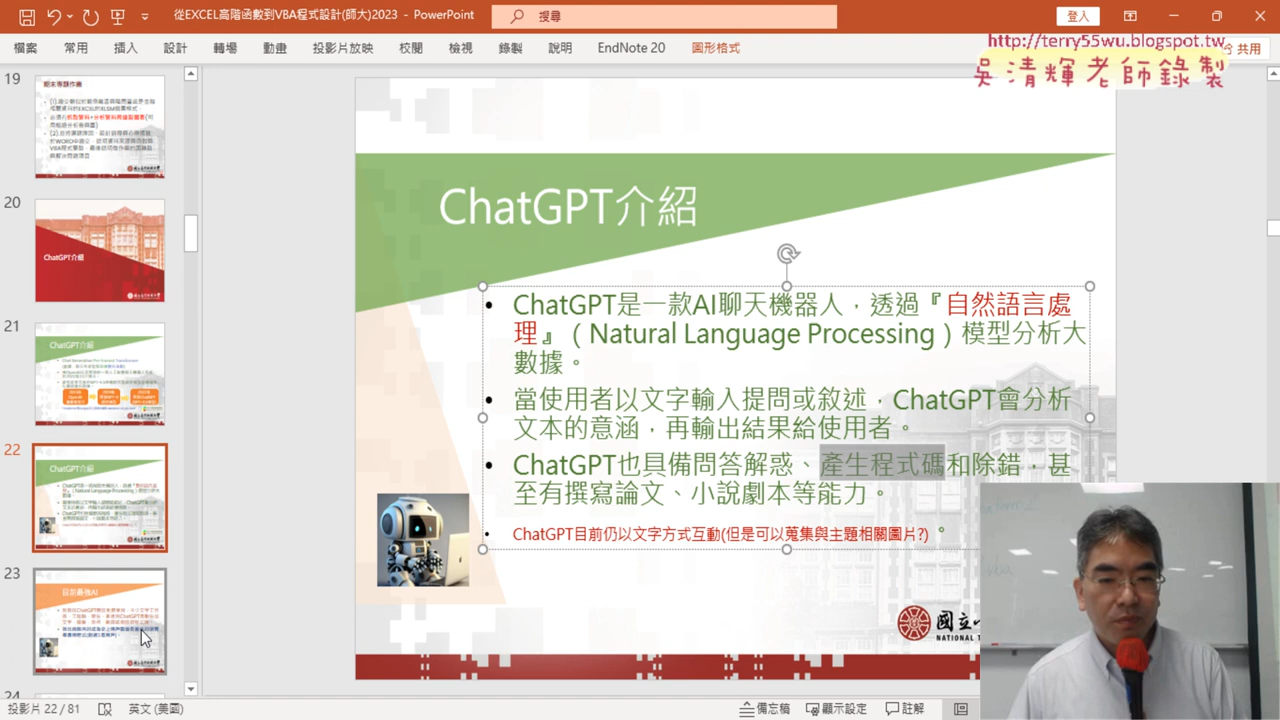 從EXCEL高階函數到VBA程式設計(師大)2023 - PowerPoint
搜尋
登入
檔案 常用 插入 設計 轉場 動畫 投影片放映 校閱 檢視 錄製 說明 EndNote 20 圖形格式
共用
http://terry55wu.blogspot.tw
吳清輝老師錄製
19
期末專題作業
20
ChatGPT介紹
21
ChatGPT介紹
22
ChatGPT介紹
23
目前最強AI
24
ChatGPT介紹
• ChatGPT是一款AI聊天機器人，透過『自然語言處
理』（Natural Language Processing）模型分析大
數據。
• 當使用者以文字輸入提問或敘述，ChatGPT會分析
文本的意涵，再輸出結果給使用者。
• ChatGPT也具備問答解惑、產生程式碼和除錯，甚
至有撰寫論文、小說劇本等能力。
• ChatGPT目前仍以文字方式互動(但是可以蒐集與主題相關圖片?) 。
國立
NATIONAL T
投影片 22 / 81 英文 (美國) 備忘稿 顯示設定 註解